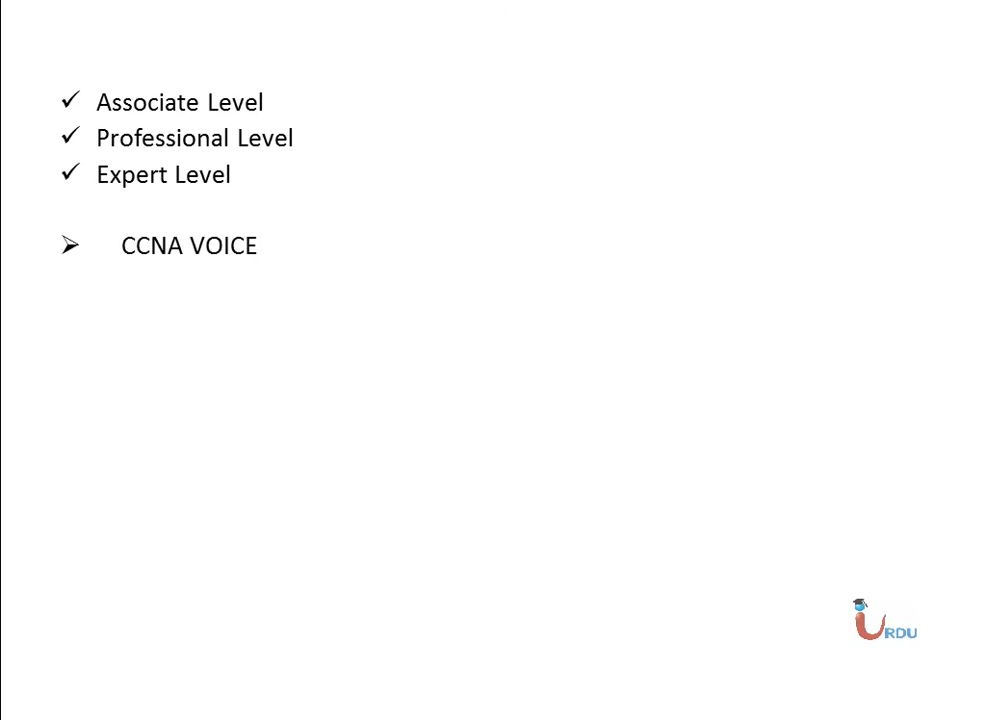 Associate Level
Professional Level
Expert Level
CCNA VOICE
URDU